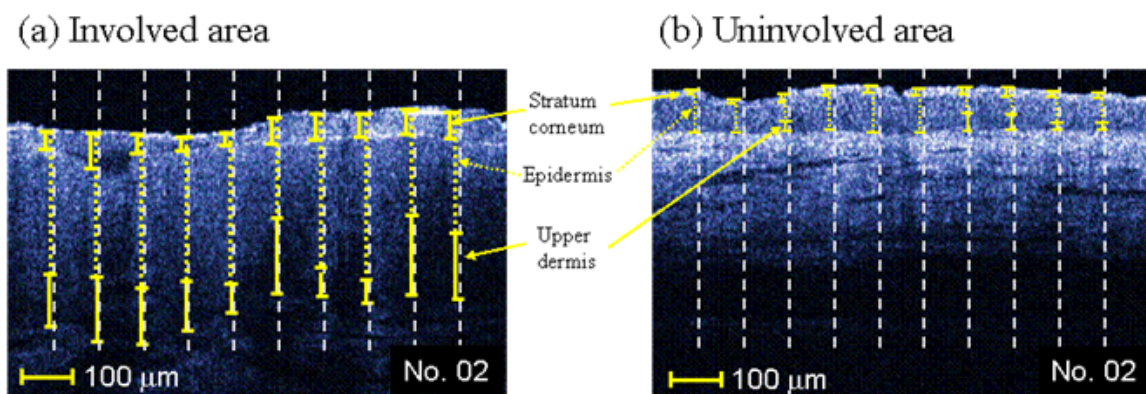 (a) Involved area
(b) Uninvolved area
Stratum
corneum
Epidermis
Upper
dermis
100 μm
No. 02
100 μm
No. 02